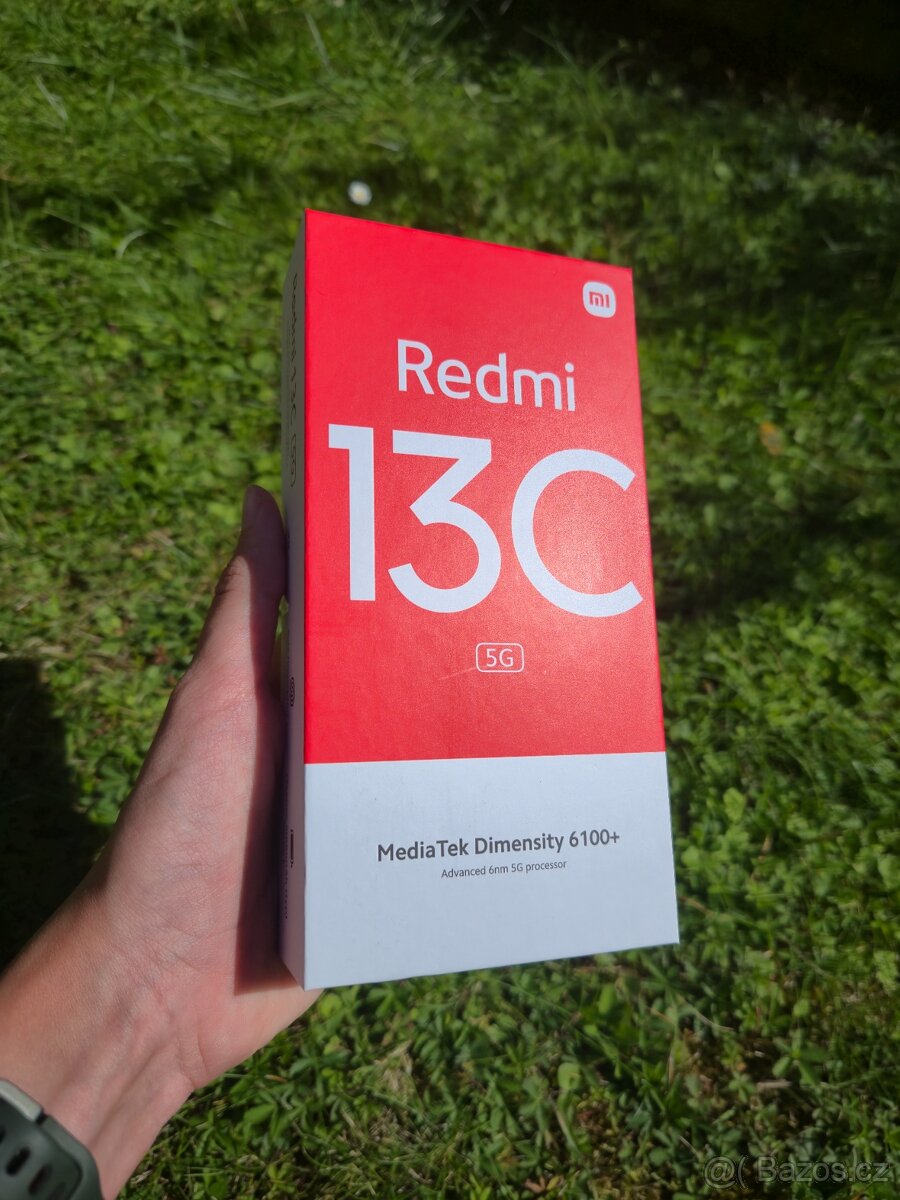 mi
Redmi
13C
5G
MediaTek Dimensity 6100+
Advanced 6nm 5G processor
@( Bazos.cz